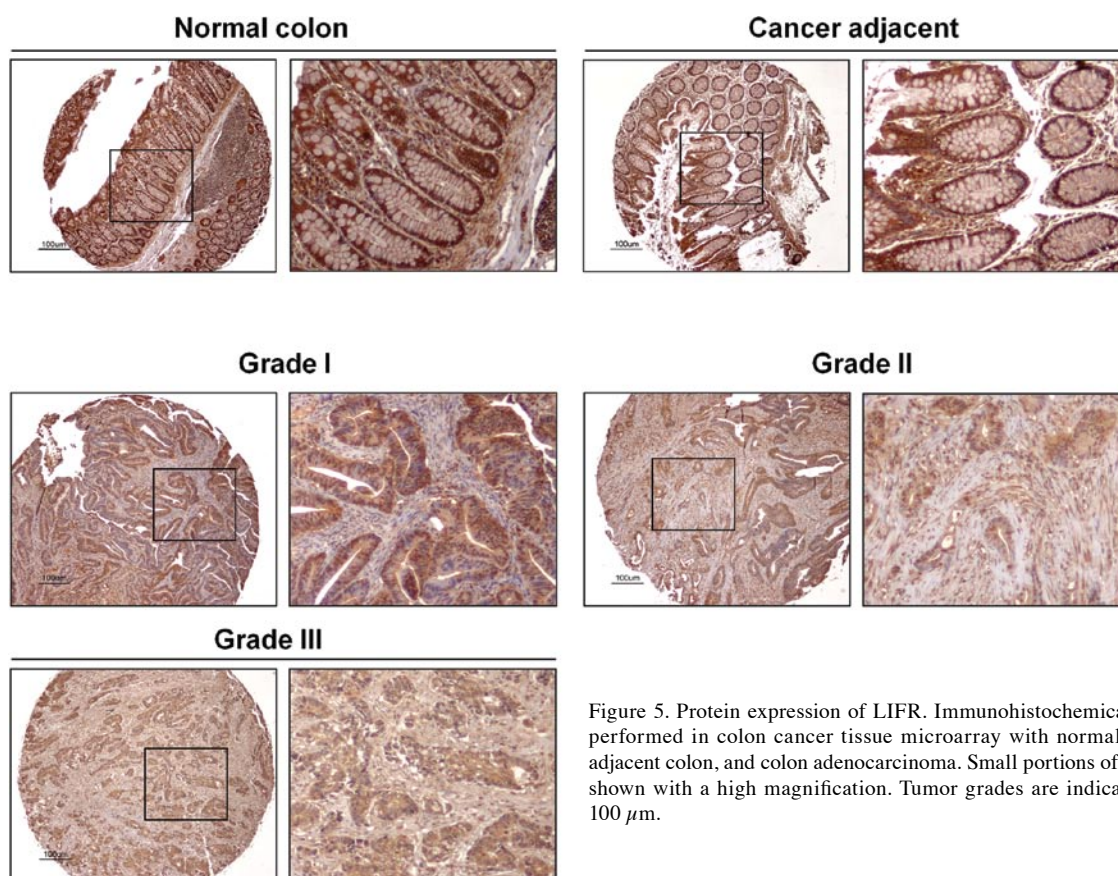 Normal colon
Cancer adjacent
100um
100um
Grade I
Grade II
100um
100um
Grade III
100um
Figure 5. Protein expression of LIFR. Immunohistochemica
performed in colon cancer tissue microarray with normal
adjacent colon, and colon adenocarcinoma. Small portions of
shown with a high magnification. Tumor grades are indica
100 µm.